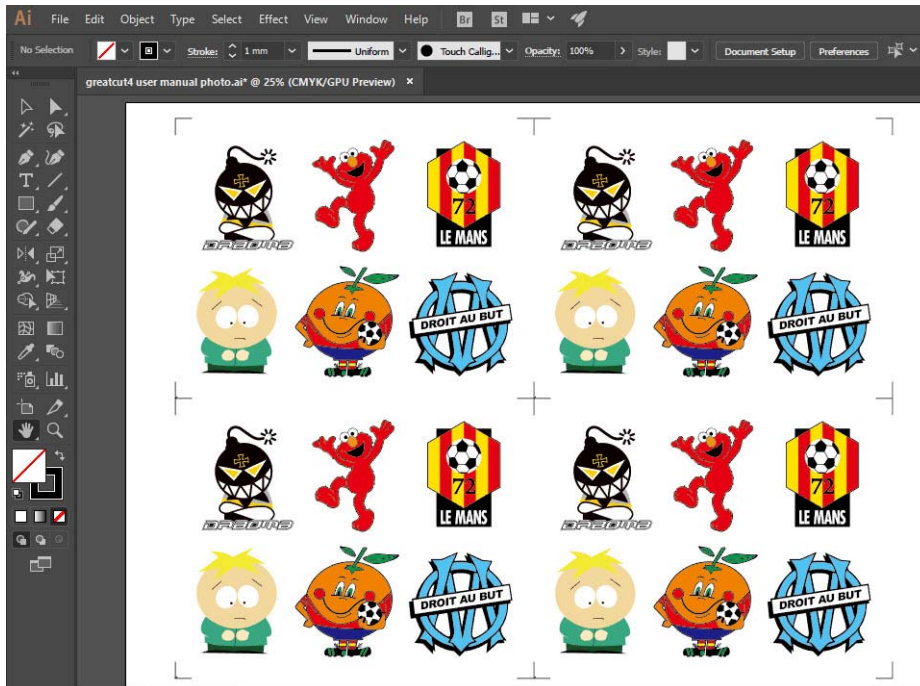 Ai File Edit Object Type Select Effect View Window Help Br St
No Selection Stroke: 1 mm Uniform Touch Callig... Opacity: 100% Style: Document Setup Preferences
greatcut4 user manual photo.ai* @ 25% (CMYK/GPU Preview) ×
72 72
LE MANS LE MANS
DROIT AU BUT DROIT AU BUT
72 72
LE MANS LE MANS
DROIT AU BUT DROIT AU BUT